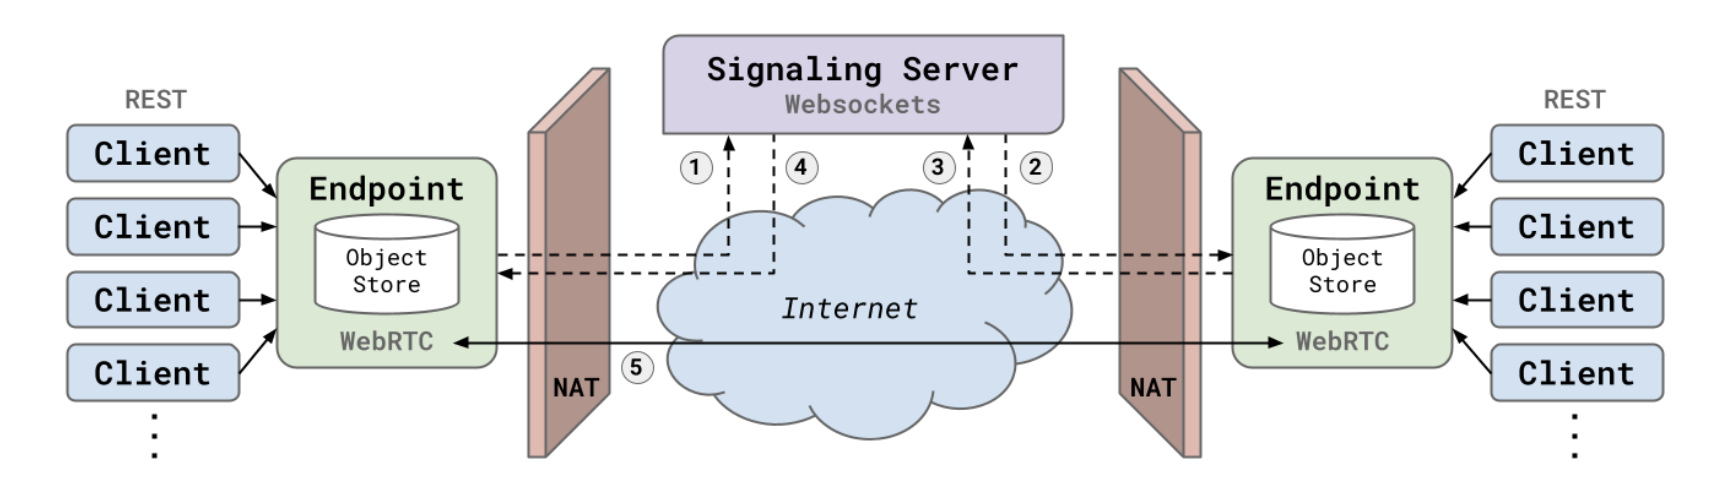 Signaling Server
Websockets
REST
Client
Client
Client
Client
Endpoint
Object
Store
WebRTC
NAT
1
4
3
2
Internet
5
NAT
Endpoint
Object
Store
WebRTC
REST
Client
Client
Client
Client